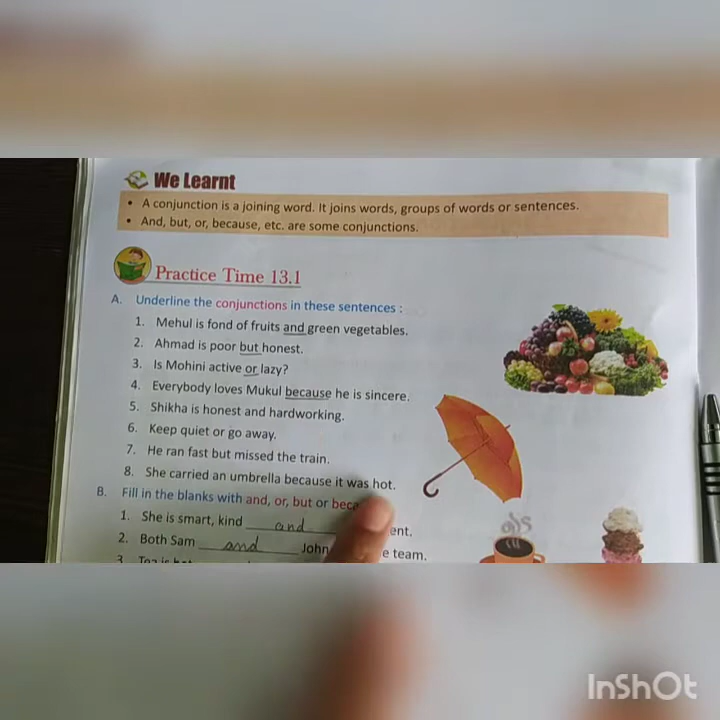 We Learnt
• A conjunction is a joining word. It joins words, groups of words or sentences.
• And, but, or, because, etc. are some conjunctions.
Practice Time 13.1
A. Underline the conjunctions in these sentences :
1. Mehul is fond of fruits and green vegetables.
2. Ahmad is poor but honest.
3. Is Mohini active or lazy?
4. Everybody loves Mukul because he is sincere.
5. Shikha is honest and hardworking.
6. Keep quiet or go away.
7. He ran fast but missed the train.
8. She carried an umbrella because it was hot.
B. Fill in the blanks with and, or, but or
1. She is smart, kind and
2. Both Sam and John team.
3.
InShOt